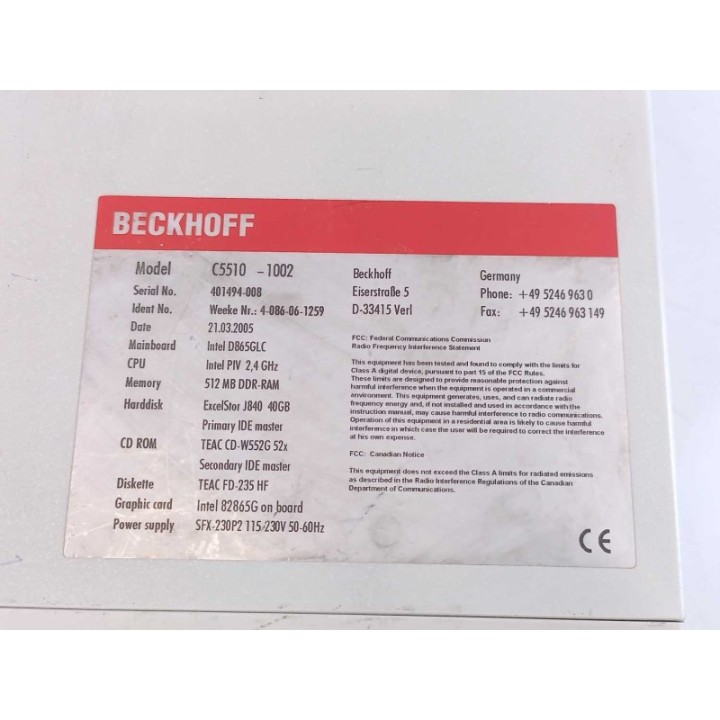 BECKHOFF
Model C5510 - 1002
Serial No. 401494-008
Ident No. Weeke Nr.: 4-086-06-1259
Date 21.03.2005
Mainboard Intel D865GLC
CPU Intel PIV 2,4 GHz
Memory 512 MB DDR-RAM
Harddisk ExcelStor J840 40GB
Primary IDE master
CD ROM TEAC CD-W552G 52x
Secondary IDE master
Diskette TEAC FD-235 HF
Graphic card Intel 82865G on board
Power supply SFX-230P2 115/230V 50-60Hz
Beckhoff
Eiserstraße 5
D-33415 Verl
Germany
Phone: +49 5246 963 0
Fax: +49 5246 963 149
FCC: Federal Communications Commission
Radio Frequency Interference Statement
This equipment has been tested and found to comply with the limits for
Class A digital device, pursuant to part 15 of the FCC Rules.
These limits are designed to provide reasonable protection against
harmful interference when the equipment is operated in a commercial
environment. This equipment generates, uses, and can radiate radio
frequency energy and, if not installed and used in accordance with the
instruction manual, may cause harmful interference to radio communications.
Operation of this equipment in a residential area is likely to cause harmful
interference in which case the user will be required to correct the interference
at his own expense.
FCC: Canadian Notice
This equipment does not exceed the Class A limits for radiated emissions
as described in the Radio Interference Regulations of the Canadian
Department of Communications.
CE